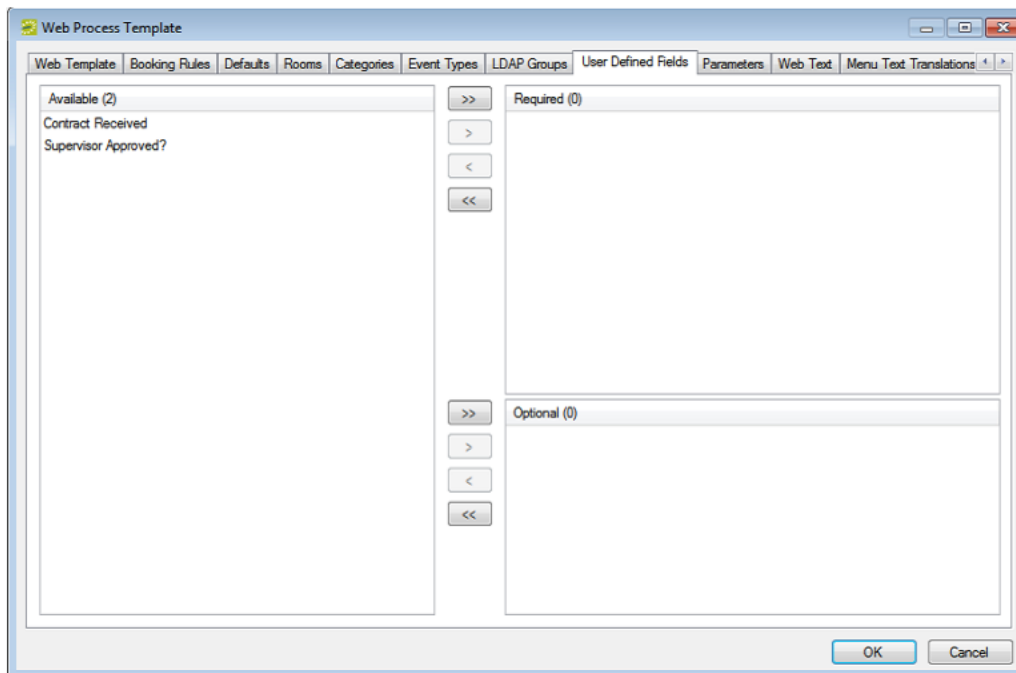 Web Process Template
Web Template Booking Rules Defaults Rooms Categories Event Types LDAP Groups User Defined Fields Parameters Web Text Menu Text Translations
Available (2)
Contract Received
Supervisor Approved?
>>
>
<
<<
Required (0)
>>
>
<
<<
Optional (0)
OK Cancel